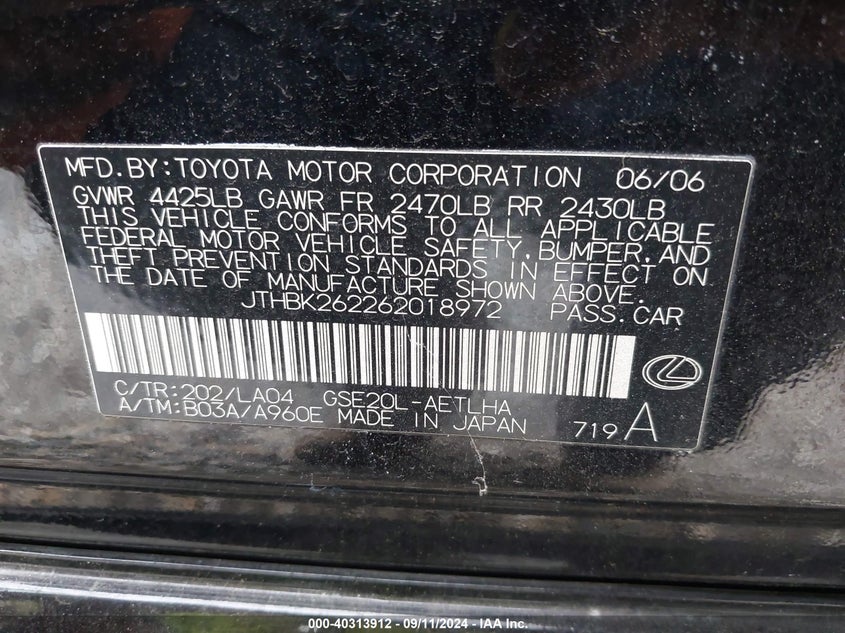 MFD.BY:TOYOTA MOTOR CORPORATION 06/06
GVWR 4425LB GAWR FR 2470LB RR 2430LB
THIS VEHICLE CONFORMS TO ALL APPLICABLE
FEDERAL MOTOR VEHICLE SAFETY,BUMPER,AND
THEFT PREVENTION STANDARDS IN EFFECT ON
THE DATE OF MANUFACTURE SHOWN ABOVE.
JTHBK262262018972 PASS.CAR
C/TR:202/LA04 GSE20L-AETLHA
A/TM:B03A/A960E MADE IN JAPAN 719 A
000-40313912 - 09/11/2024 - IAA Inc.